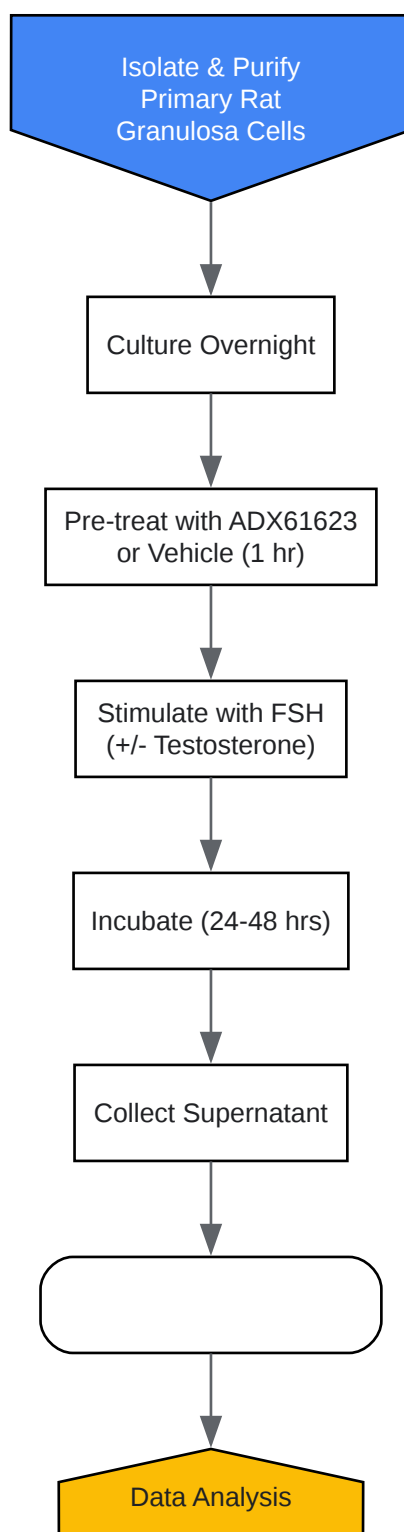 Isolate & Purify
Primary Rat
Granulosa Cells
Culture Overnight
Pre-treat with ADX61623
or Vehicle (1 hr)
Stimulate with FSH
(+/- Testosterone)
Incubate (24-48 hrs)
Collect Supernatant
Data Analysis